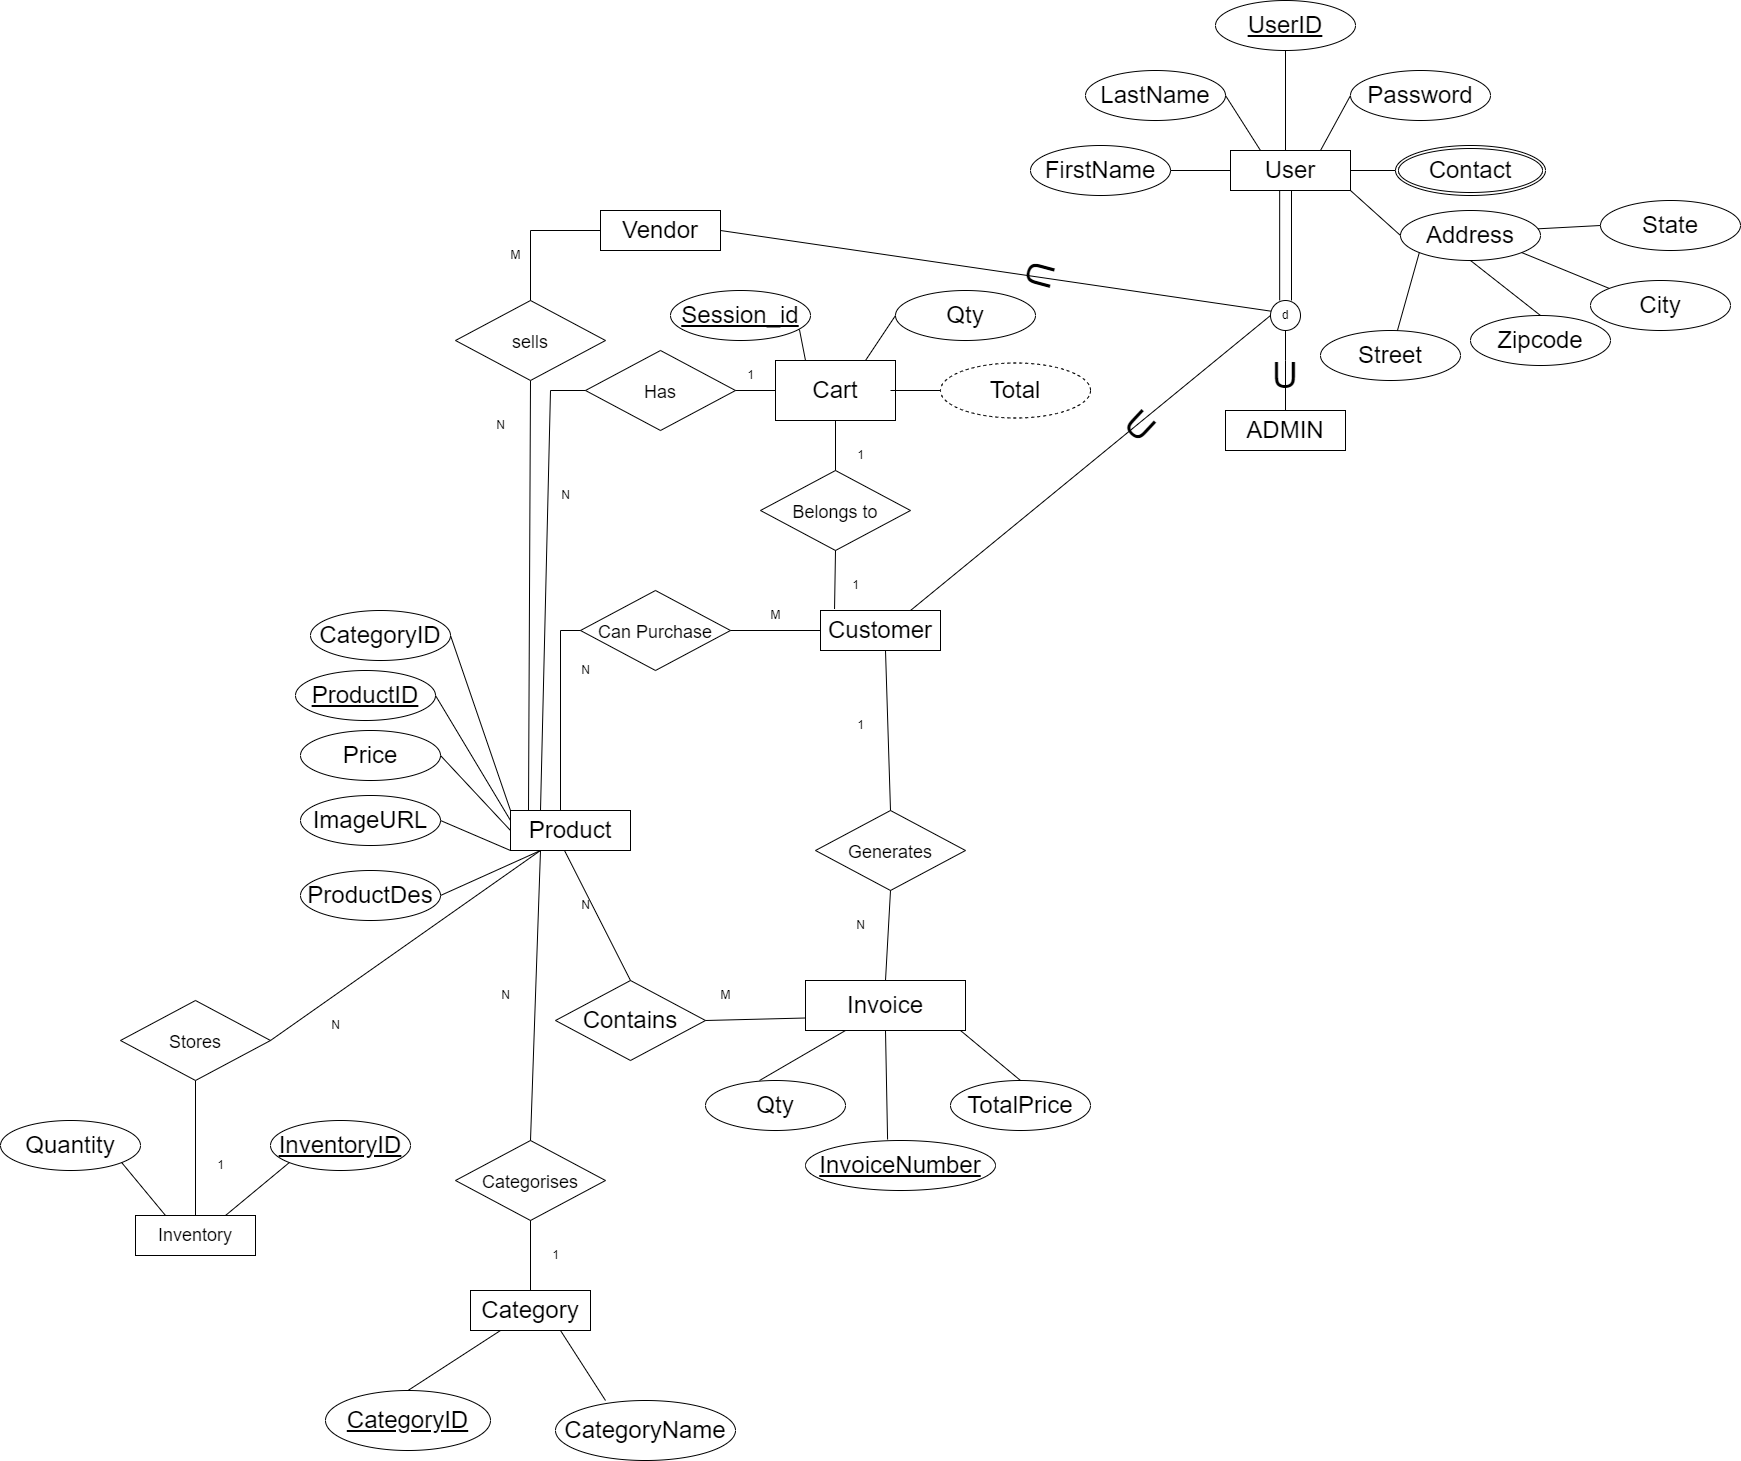 UserID
LastName
Password
FirstName
User
Contact
Address
State
City
Zipcode
Street
Vendor
M
sells
N
Session_id
Qty
d
Has
1
Cart
Total
ADMIN
1
N
Belongs to
1
Can Purchase
M
Customer
N
CategoryID
ProductID
Price
ImageURL
ProductDes
Product
1
Generates
N
N
N
M
Invoice
Contains
Stores
N
Qty
TotalPrice
InvoiceNumber
Quantity
InventoryID
1
Inventory
Categorises
1
Category
CategoryID
CategoryName